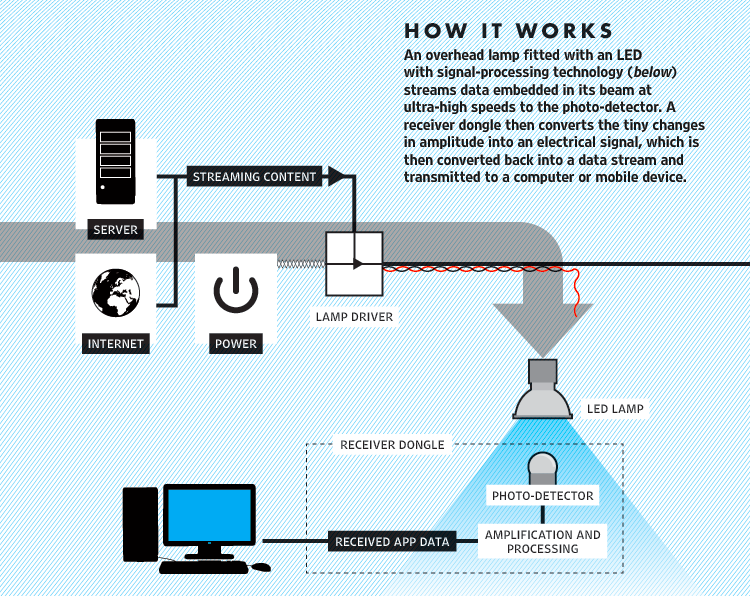 HOW IT WORKS
An overhead lamp fitted with an LED
with signal-processing technology (below)
streams data embedded in its beam at
ultra-high speeds to the photo-detector. A
receiver dongle then converts the tiny changes
in amplitude into an electrical signal, which is
then converted back into a data stream and
transmitted to a computer or mobile device.
STREAMING CONTENT
SERVER
INTERNET
POWER
LAMP DRIVER
LED LAMP
RECEIVER DONGLE
PHOTO-DETECTOR
RECEIVED APP DATA
AMPLIFICATION AND
PROCESSING